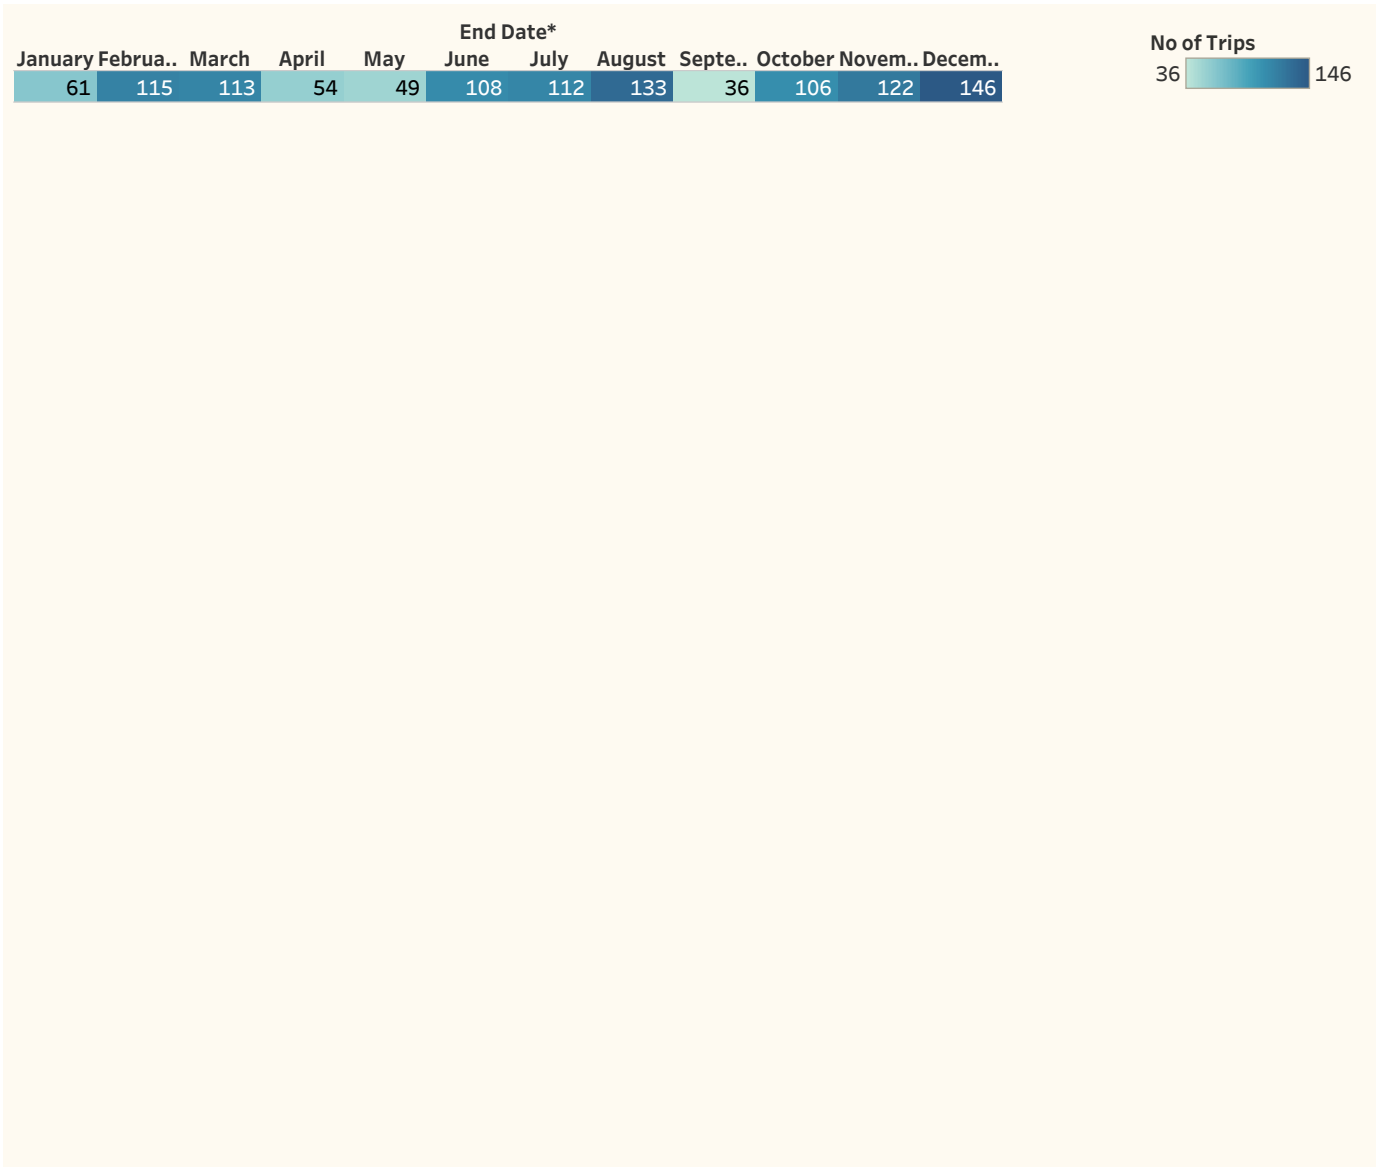 End Date*
January Februa.. March April May June July August Septe.. October Novem.. Decem..
61 115 113 54 49 108 112 133 36 106 122 146
No of Trips
36 146